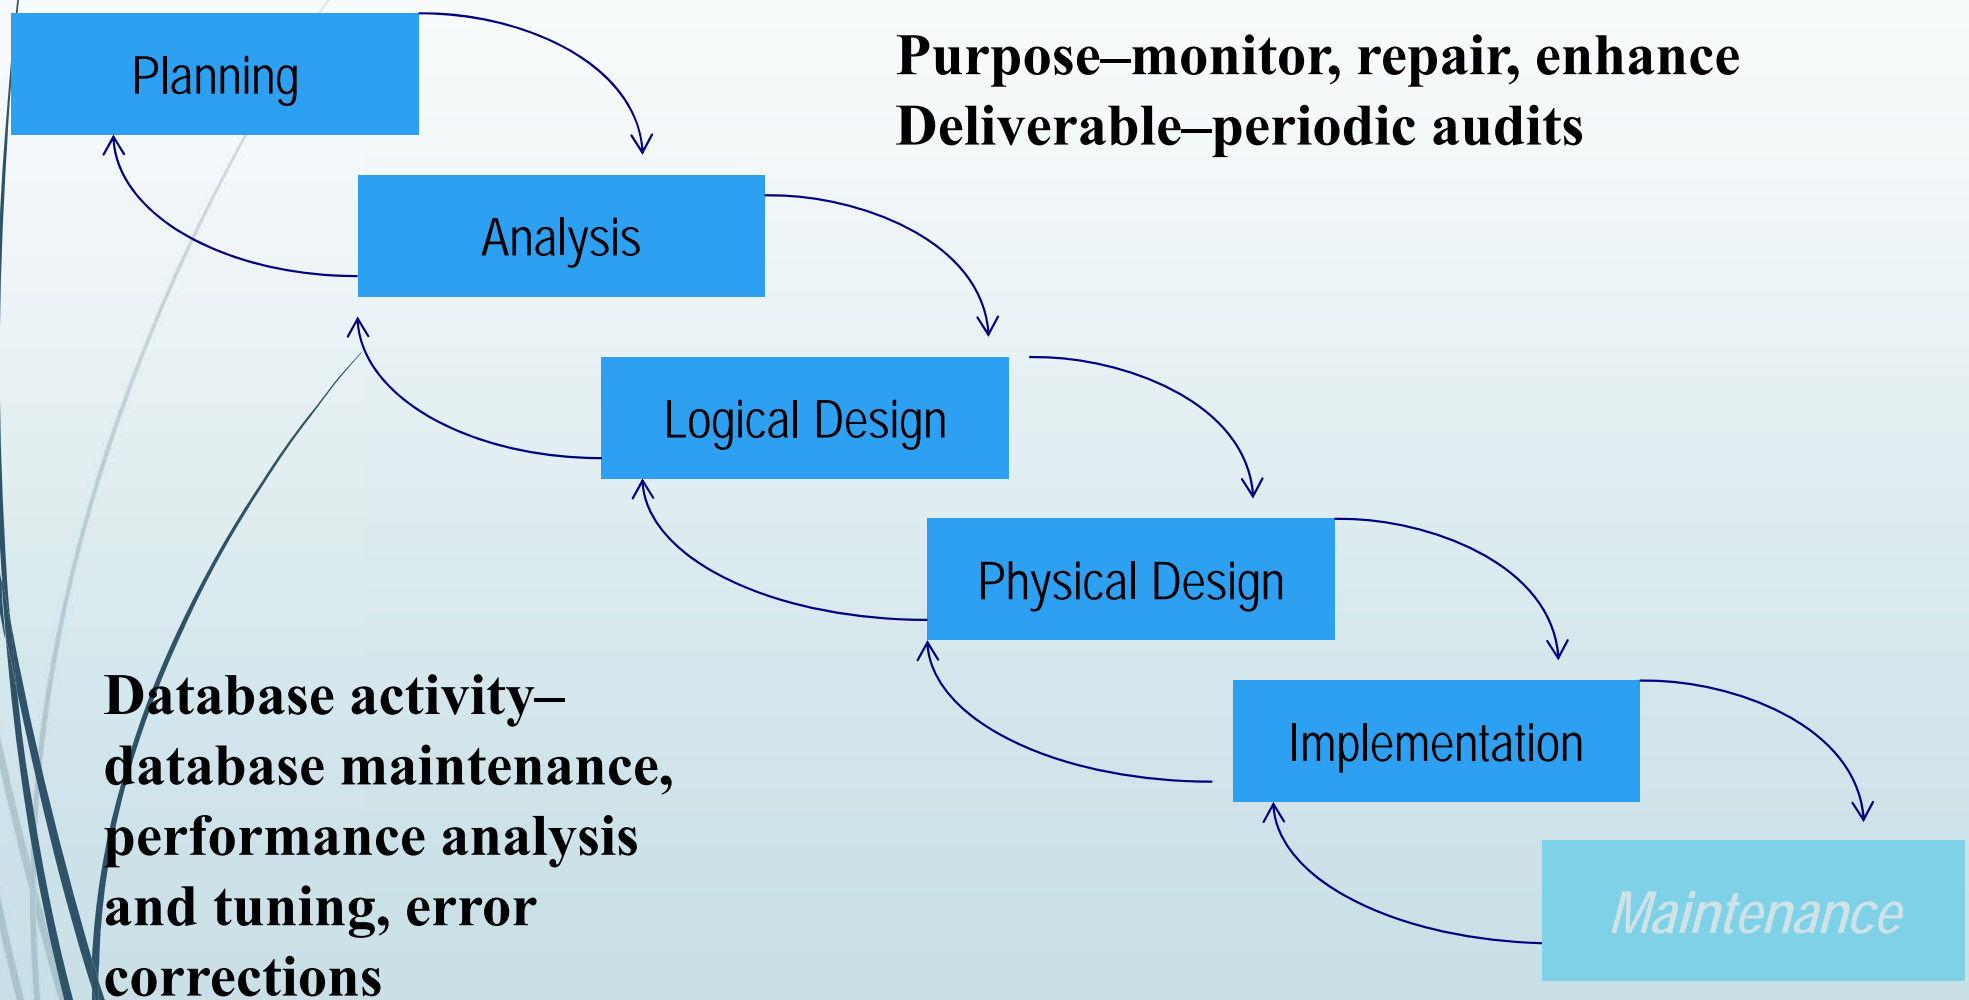 Planning
Purpose–monitor, repair, enhance
Deliverable–periodic audits
Analysis
Logical Design
Physical Design
Database activity–
database maintenance,
performance analysis
and tuning, error
corrections
Implementation
Maintenance